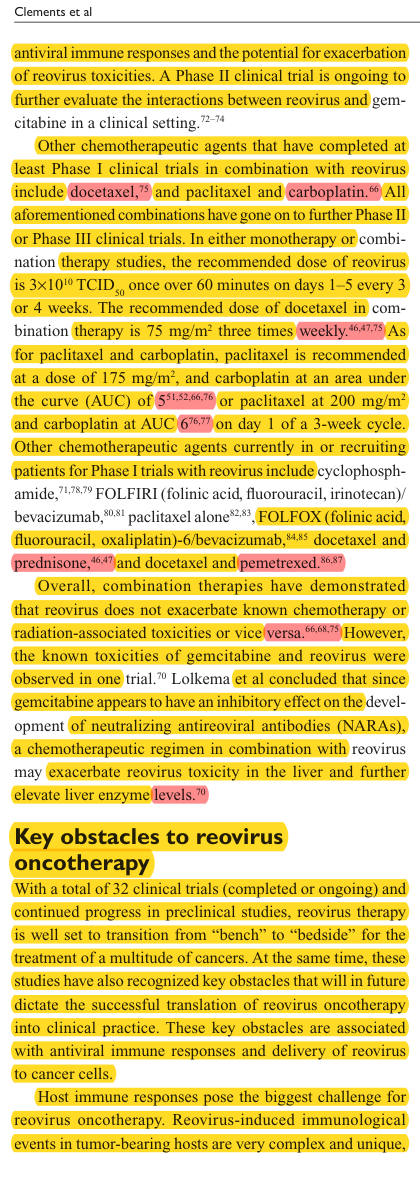 Clements et al
antiviral immune responses and the potential for exacerbation
of reovirus toxicities. A Phase II clinical trial is ongoing to
further evaluate the interactions between reovirus and gem-
citabine in a clinical setting.⁷²⁻⁷⁴
Other chemotherapeutic agents that have completed at
least Phase I clinical trials in combination with reovirus
include docetaxel,⁷⁵ and paclitaxel and carboplatin.⁶⁶ All
aforementioned combinations have gone on to further Phase II
or Phase III clinical trials. In either monotherapy or combi-
nation therapy studies, the recommended dose of reovirus
is 3×10¹⁰ TCID₅₀ once over 60 minutes on days 1–5 every 3
or 4 weeks. The recommended dose of docetaxel in com-
bination therapy is 75 mg/m² three times weekly.⁴⁶,⁴⁷,⁷⁵ As
for paclitaxel and carboplatin, paclitaxel is recommended
at a dose of 175 mg/m², and carboplatin at an area under
the curve (AUC) of 5⁵¹,⁵²,⁶⁶,⁷⁶ or paclitaxel at 200 mg/m²
and carboplatin at AUC 6⁷⁶,⁷⁷ on day 1 of a 3-week cycle.
Other chemotherapeutic agents currently in or recruiting
patients for Phase I trials with reovirus include cyclophosph-
amide,⁷¹,⁷⁸,⁷⁹ FOLFIRI (folinic acid, fluorouracil, irinotecan)/
bevacizumab,⁸⁰,⁸¹ paclitaxel alone⁸²,⁸³, FOLFOX (folinic acid,
fluorouracil, oxaliplatin)-6/bevacizumab,⁸⁴,⁸⁵ docetaxel and
prednisone,⁴⁶,⁴⁷ and docetaxel and pemetrexed.⁸⁶,⁸⁷
Overall, combination therapies have demonstrated
that reovirus does not exacerbate known chemotherapy or
radiation-associated toxicities or vice versa.⁶⁶,⁶⁸,⁷⁵ However,
the known toxicities of gemcitabine and reovirus were
observed in one trial.⁷⁰ Lolkema et al concluded that since
gemcitabine appears to have an inhibitory effect on the devel-
opment of neutralizing antireoviral antibodies (NARAs),
a chemotherapeutic regimen in combination with reovirus
may exacerbate reovirus toxicity in the liver and further
elevate liver enzyme levels.⁷⁰
Key obstacles to reovirus
oncotherapy
With a total of 32 clinical trials (completed or ongoing) and
continued progress in preclinical studies, reovirus therapy
is well set to transition from “bench” to “bedside” for the
treatment of a multitude of cancers. At the same time, these
studies have also recognized key obstacles that will in future
dictate the successful translation of reovirus oncotherapy
into clinical practice. These key obstacles are associated
with antiviral immune responses and delivery of reovirus
to cancer cells.
Host immune responses pose the biggest challenge for
reovirus oncotherapy. Reovirus-induced immunological
events in tumor-bearing hosts are very complex and unique,